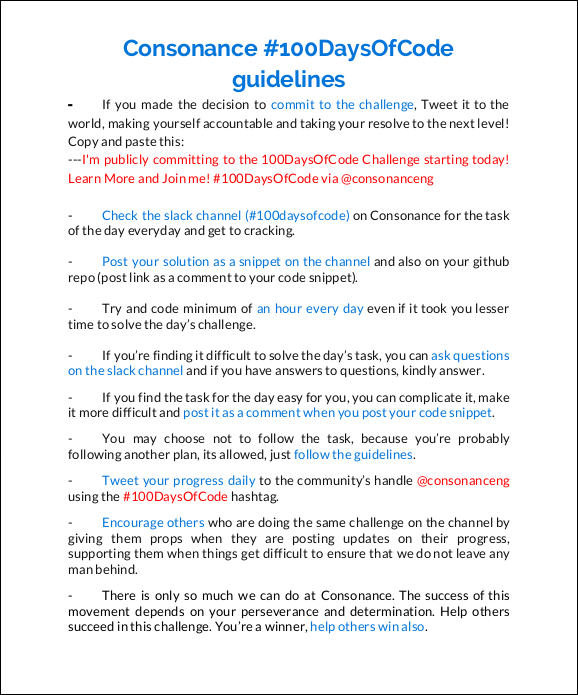 Consonance #100DaysOfCode
guidelines
- If you made the decision to commit to the challenge, Tweet it to the
world, making yourself accountable and taking your resolve to the next level!
Copy and paste this:
---I'm publicly committing to the 100DaysOfCode Challenge starting today!
Learn More and Join me! #100DaysOfCode via @consonanceng
- Check the slack channel (#100daysofcode) on Consonance for the task
of the day everyday and get to cracking.
- Post your solution as a snippet on the channel and also on your github
repo (post link as a comment to your code snippet).
- Try and code minimum of an hour every day even if it took you lesser
time to solve the day's challenge.
- If you're finding it difficult to solve the day's task, you can ask questions
on the slack channel and if you have answers to questions, kindly answer.
- If you find the task for the day easy for you, you can complicate it, make
it more difficult and post it as a comment when you post your code snippet.
- You may choose not to follow the task, because you're probably
following another plan, its allowed, just follow the guidelines.
- Tweet your progress daily to the community's handle @consonanceng
using the #100DaysOfCode hashtag.
- Encourage others who are doing the same challenge on the channel by
giving them props when they are posting updates on their progress,
supporting them when things get difficult to ensure that we do not leave any
man behind.
- There is only so much we can do at Consonance. The success of this
movement depends on your perseverance and determination. Help others
succeed in this challenge. You're a winner, help others win also.